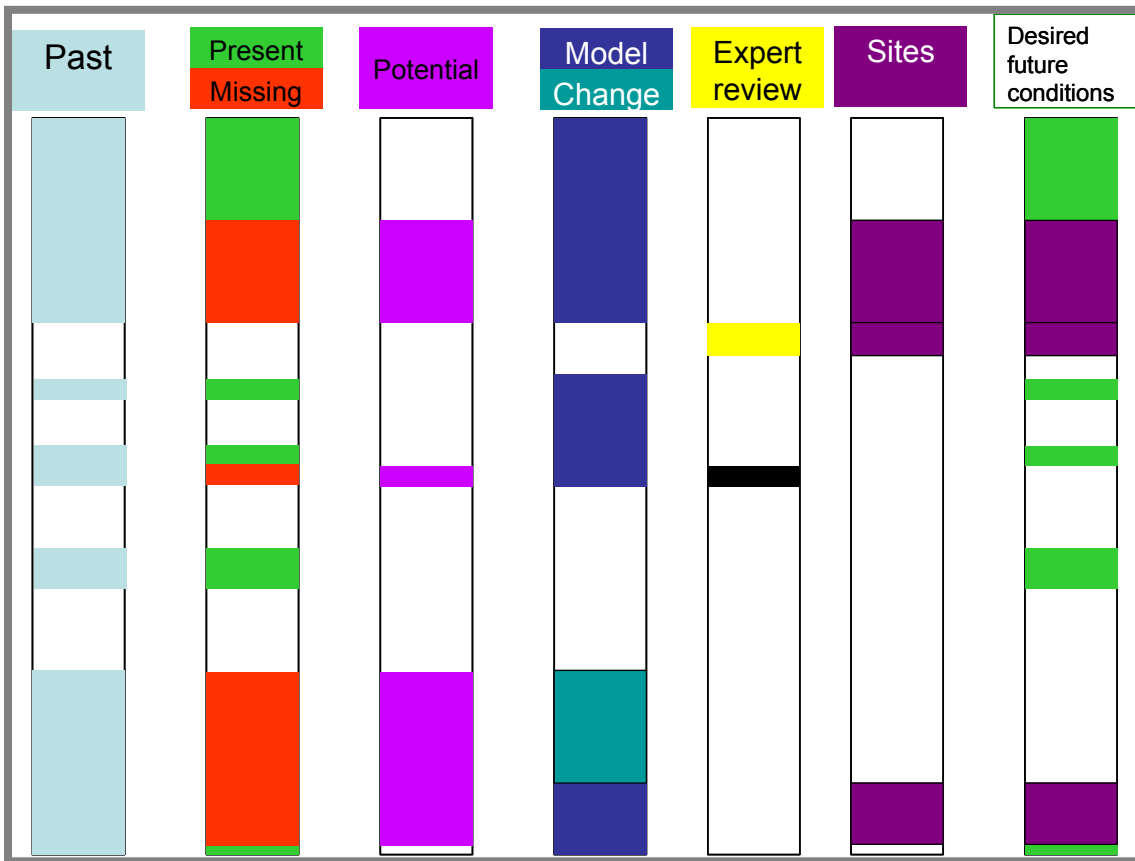 Past
Present
Missing
Potential
Model
Change
Expert
review
Sites
Desired
future
conditions